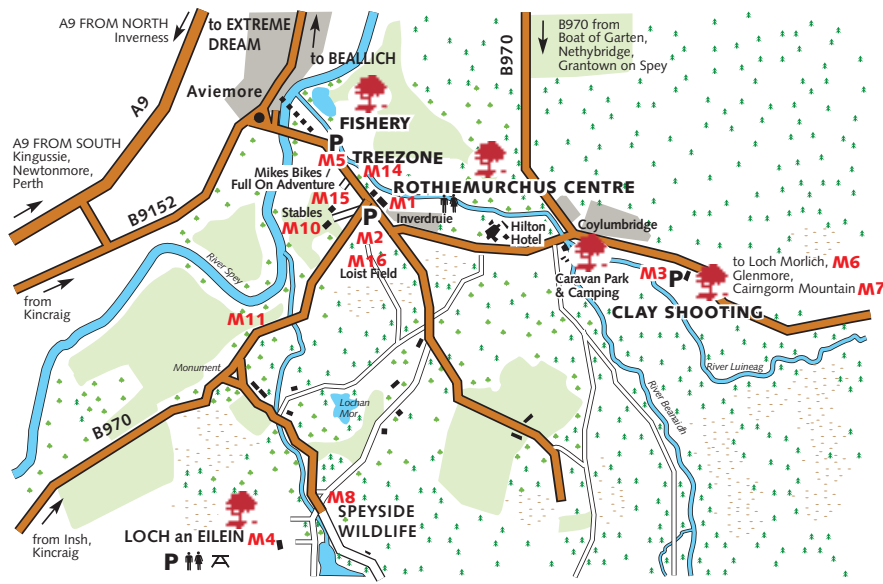 A9 FROM NORTH
Inverness
to EXTREME
DREAM
to BEALLICH
B970 from
Boat of Garten,
Nethybridge,
Grantown on Spey
B970
A9
Aviemore
A9 FROM SOUTH
Kingussie,
Newtonmore,
Perth
B9152
FISHERY
P
M5
TREEZONE
M14
Mikes Bikes /
Full On Adventure
M15
ROTHIEMURCHUS CENTRE
M1
Stables
M10
P
Inverdruie
M2
M16
Loist Field
Hilton
Hotel
Coylumbridge
Caravan Park
& Camping
M3
P
to Loch Morlich, M6
Glenmore,
Cairngorm Mountain M7
CLAY SHOOTING
River Spey
from
Kincraig
M11
Monument
River Luineag
River Beanaidh
Lochan
Mor
B970
M8
SPEYSIDE
WILDLIFE
from Insh,
Kincraig
LOCH an EILEIN M4
P